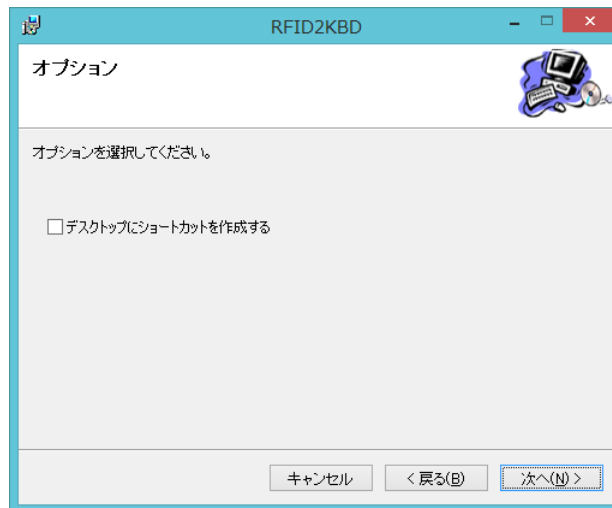 RFID2KBD
オプション
オプションを選択してください。
デスクトップにショートカットを作成する
キャンセル
< 戻る(B)
次へ(N) >